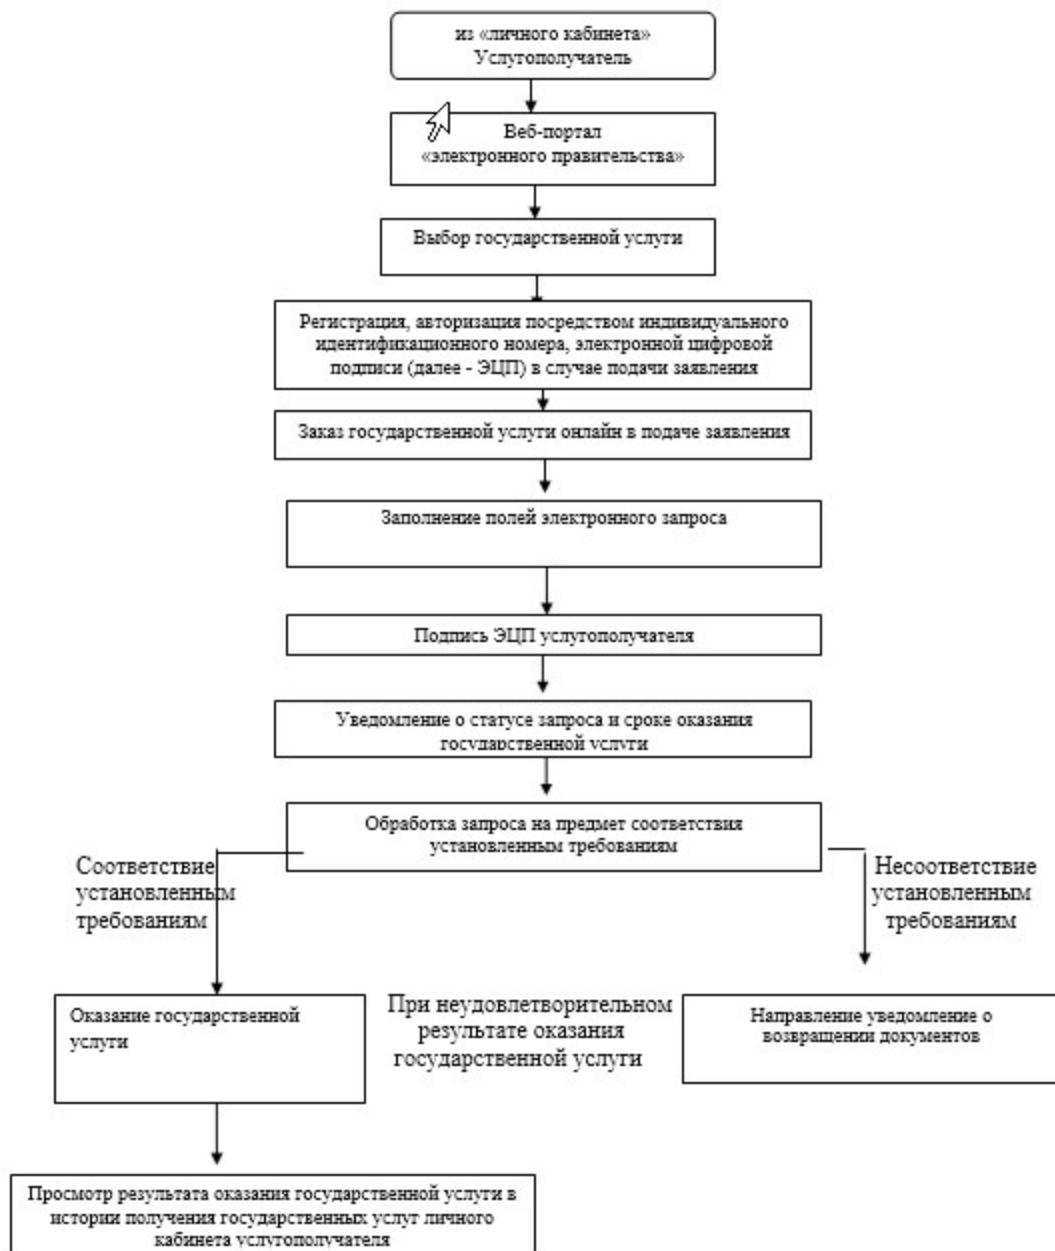 из «личного кабинета»
Услугополучатель
Веб-портал
«электронного правительства»
Выбор государственной услуги
Регистрация, авторизация посредством индивидуального
идентификационного номера, электронной цифровой
подписи (далее - ЭЦП) в случае подачи заявления
Заказ государственной услуги онлайн в подаче заявления
Заполнение полей электронного запроса
Подпись ЭЦП услугополучателя
Уведомление о статусе запроса и сроке оказания
государственной услуги
Обработка запроса на предмет соответствия
установленным требованиям
Соответствие
установленным
требованиям
Несоответствие
установленным
требованиям
Оказание государственной
услуги
При неудовлетворительном
результате оказания
государственной услуги
Направление уведомление о
возвращении документов
Просмотр результата оказания государственной услуги в
истории получения государственных услуг личного
кабинета услугополучателя